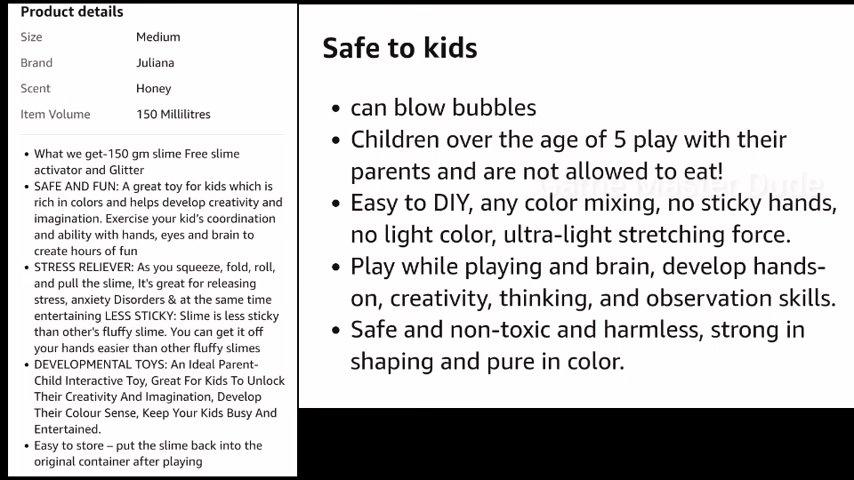 Product details
Size Medium
Brand Juliana
Scent Honey
Item Volume 150 Millilitres
• What we get-150 gm slime Free slime
activator and Glitter
• SAFE AND FUN: A great toy for kids which is
rich in colors and helps develop creativity and
imagination. Exercise your kid's coordination
and ability with hands, eyes and brain to
create hours of fun
• STRESS RELIEVER: As you squeeze, fold, roll,
and pull the slime, It's great for releasing
stress, anxiety Disorders & at the same time
entertaining LESS STICKY: Slime is less sticky
than other's fluffy slime. You can get it off
your hands easier than other fluffy slimes
• DEVELOPMENTAL TOYS: An Ideal Parent-
Child Interactive Toy, Great For Kids To Unlock
Their Creativity And Imagination, Develop
Their Colour Sense, Keep Your Kids Busy And
Entertained.
• Easy to store – put the slime back into the
original container after playing
Safe to kids
• can blow bubbles
• Children over the age of 5 play with their
parents and are not allowed to eat!
Game Master Dude
• Easy to DIY, any color mixing, no sticky hands,
no light color, ultra-light stretching force.
• Play while playing and brain, develop hands-
on, creativity, thinking, and observation skills.
• Safe and non-toxic and harmless, strong in
shaping and pure in color.